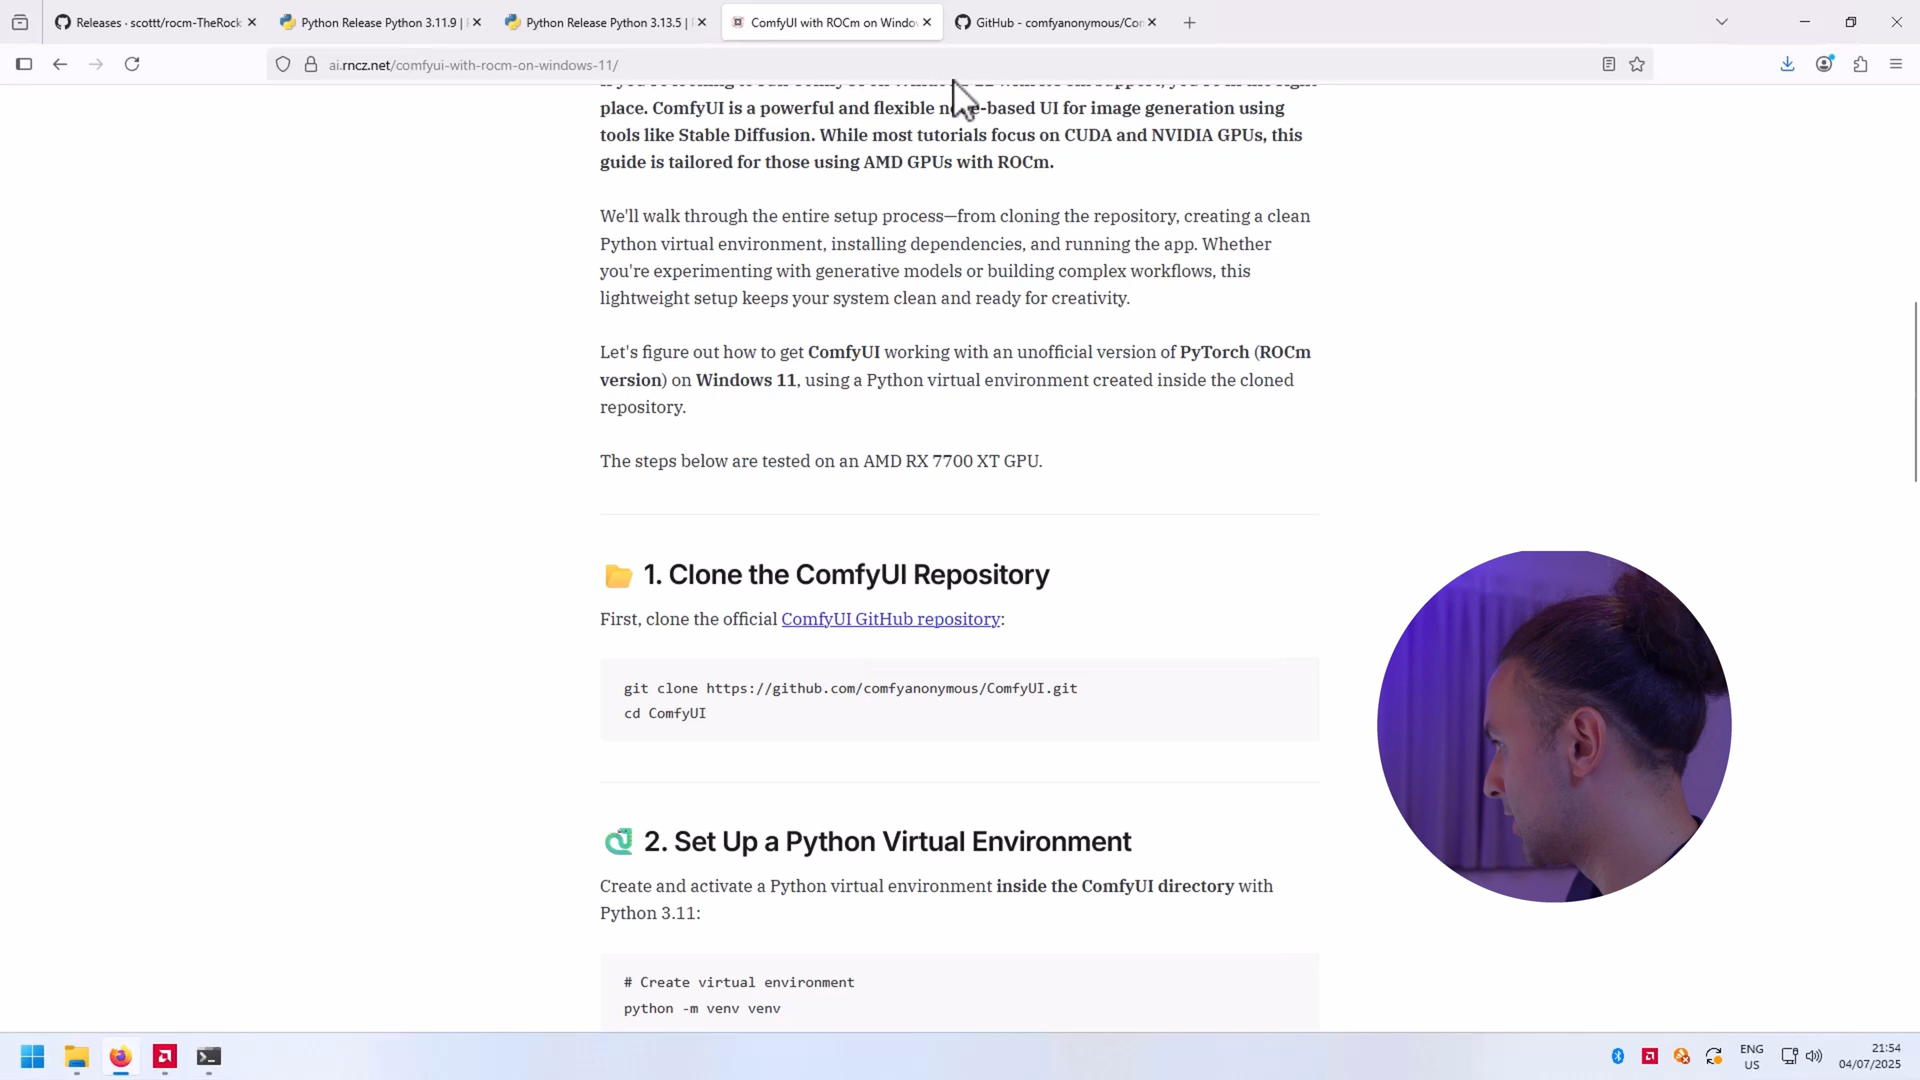 Releases · scottt/rocm-TheRock
Python Release Python 3.11.9 |
Python Release Python 3.13.5 |
ComfyUI with ROCm on Windo
GitHub - comfyanonymous/Com
ai.rncz.net/comfyui-with-rocm-on-windows-11/
place. ComfyUI is a powerful and flexible node-based UI for image generation using
tools like Stable Diffusion. While most tutorials focus on CUDA and NVIDIA GPUs, this
guide is tailored for those using AMD GPUs with ROCm.
We'll walk through the entire setup process—from cloning the repository, creating a clean
Python virtual environment, installing dependencies, and running the app. Whether
you're experimenting with generative models or building complex workflows, this
lightweight setup keeps your system clean and ready for creativity.
Let's figure out how to get ComfyUI working with an unofficial version of PyTorch (ROCm
version) on Windows 11, using a Python virtual environment created inside the cloned
repository.
The steps below are tested on an AMD RX 7700 XT GPU.
1. Clone the ComfyUI Repository
First, clone the official ComfyUI GitHub repository:
git clone https://github.com/comfyanonymous/ComfyUI.git
cd ComfyUI
2. Set Up a Python Virtual Environment
Create and activate a Python virtual environment inside the ComfyUI directory with
Python 3.11:
# Create virtual environment
python -m venv venv
ENG
US
21:54
04/07/2025